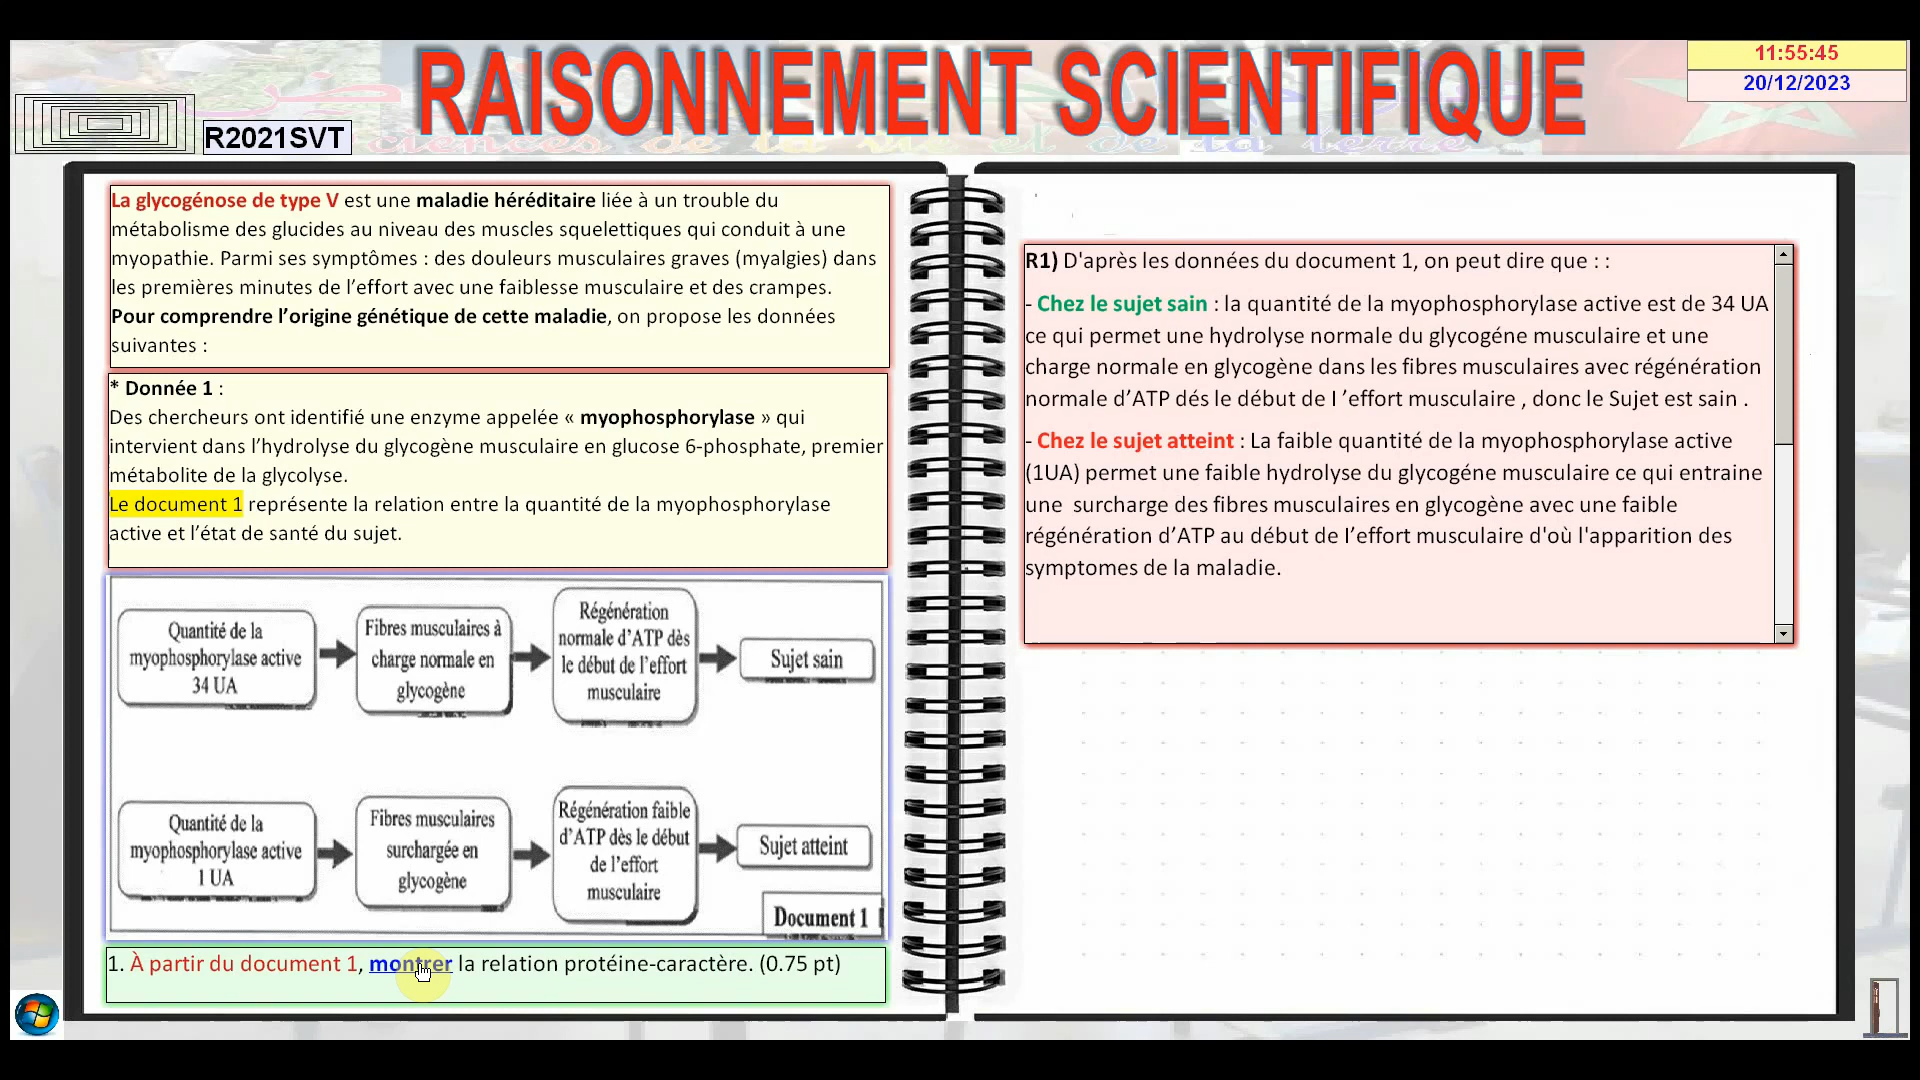 RAISONNEMENT SCIENTIFIQUE
11:55:45
20/12/2023
R2021SVT
sciences de la vie et de la terre
La glycogénose de type V est une maladie héréditaire liée à un trouble du
métabolisme des glucides au niveau des muscles squelettiques qui conduit à une
myopathie. Parmi ses symptômes : des douleurs musculaires graves (myalgies) dans
les premières minutes de l’effort avec une faiblesse musculaire et des crampes.
Pour comprendre l’origine génétique de cette maladie, on propose les données
suivantes :
* Donnée 1 :
Des chercheurs ont identifié une enzyme appelée « myophosphorylase » qui
intervient dans l’hydrolyse du glycogène musculaire en glucose 6-phosphate, premier
métabolite de la glycolyse.
Le document 1 représente la relation entre la quantité de la myophosphorylase
active et l’état de santé du sujet.
Quantité de la
myophosphorylase active
34 UA
Fibres musculaires à
charge normale en
glycogène
Régénération
normale d’ATP dès
le début de l’effort
musculaire
Sujet sain
Quantité de la
myophosphorylase active
1 UA
Fibres musculaires
surchargée en
glycogène
Régénération faible
d’ATP dès le début
de l’effort
musculaire
Sujet atteint
Document 1
1. À partir du document 1, montrer la relation protéine-caractère. (0.75 pt)
R1) D'après les données du document 1, on peut dire que : :
- Chez le sujet sain : la quantité de la myophosphorylase active est de 34 UA
ce qui permet une hydrolyse normale du glycogéne musculaire et une
charge normale en glycogène dans les fibres musculaires avec régénération
normale d’ATP dés le début de I ’effort musculaire , donc le Sujet est sain .
- Chez le sujet atteint : La faible quantité de la myophosphorylase active
(1UA) permet une faible hydrolyse du glycogéne musculaire ce qui entraine
une  surcharge des fibres musculaires en glycogène avec une faible
régénération d’ATP au début de I’effort musculaire d'où l'apparition des
symptomes de la maladie.